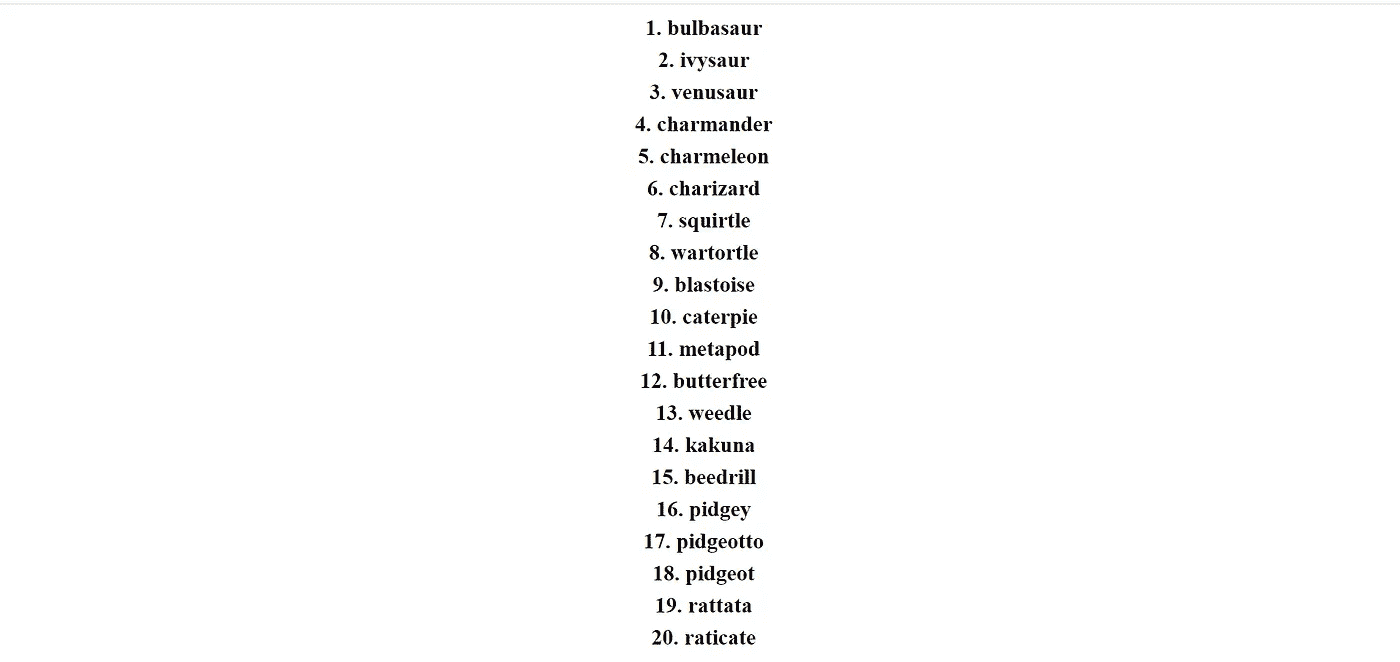 1. bulbasaur
2. ivysaur
3. venusaur
4. charmander
5. charmeleon
6. charizard
7. squirtle
8. wartortle
9. blastoise
10. caterpie
11. metapod
12. butterfree
13. weedle
14. kakuna
15. beedrill
16. pidgey
17. pidgeotto
18. pidgeot
19. rattata
20. raticate